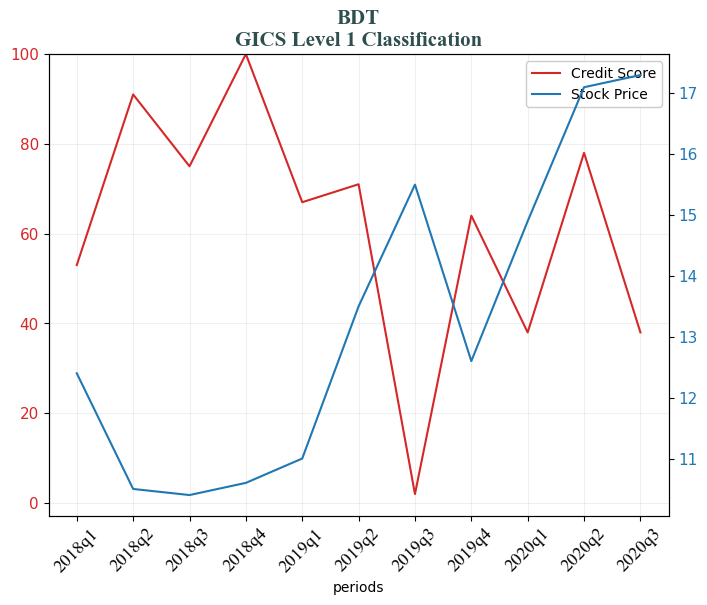 BDT
GICS Level 1 Classification
Credit Score
Stock Price
100
80
60
40
20
0
17
16
15
14
13
12
11
2018q1
2018q2
2018q3
2018q4
2019q1
2019q2
2019q3
2019q4
2020q1
2020q2
2020q3
periods